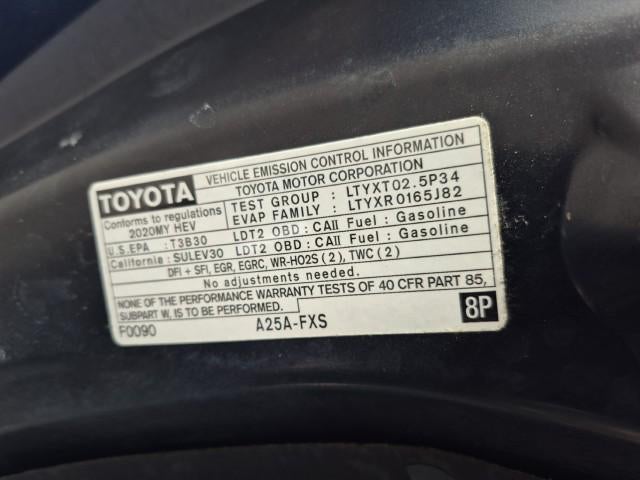 TOYOTA
VEHICLE EMISSION CONTROL INFORMATION
TOYOTA MOTOR CORPORATION
Conforms to regulations
2020MY HEV
TEST GROUP : LTYXT02.5P34
EVAP FAMILY : LTYXR0165J82
U.S.EPA : T3B30 LDT2 OBD: CAII Fuel : Gasoline
California : SULEV30 LDT2 OBD : CAII Fuel : Gasoline
DFI + SFI, EGR, EGRC, WR-HO2S (2), TWC (2)
No adjustments needed.
NONE OF THE PERFORMANCE WARRANTY TESTS OF 40 CFR PART 85,
SUBPART W, IS TO BE PERFORMED.
F0090 A25A-FXS 8P